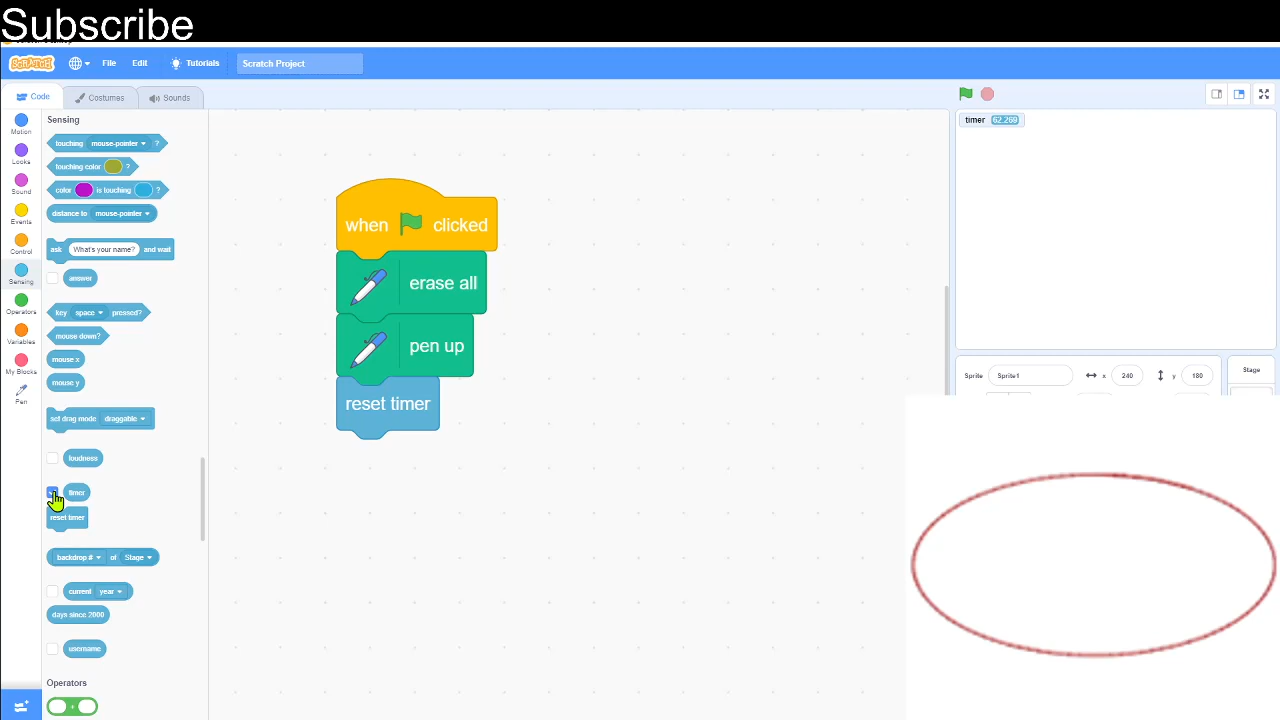 Subscribe
SCRATCH
File
Edit
Tutorials
Scratch Project
Code
Costumes
Sounds
Motion
Looks
Sound
Events
Control
Sensing
Operators
Variables
My Blocks
Pen
Sensing
touching mouse-pointer ?
touching color ?
color is touching ?
distance to mouse-pointer
ask What's your name? and wait
answer
key space pressed?
mouse down?
mouse x
mouse y
set drag mode draggable
loudness
timer
reset timer
backdrop # of Stage
current year
days since 2000
username
Operators
+
when clicked
erase all
pen up
reset timer
timer 62.269
Sprite Sprite1 x 240 y 180
Stage